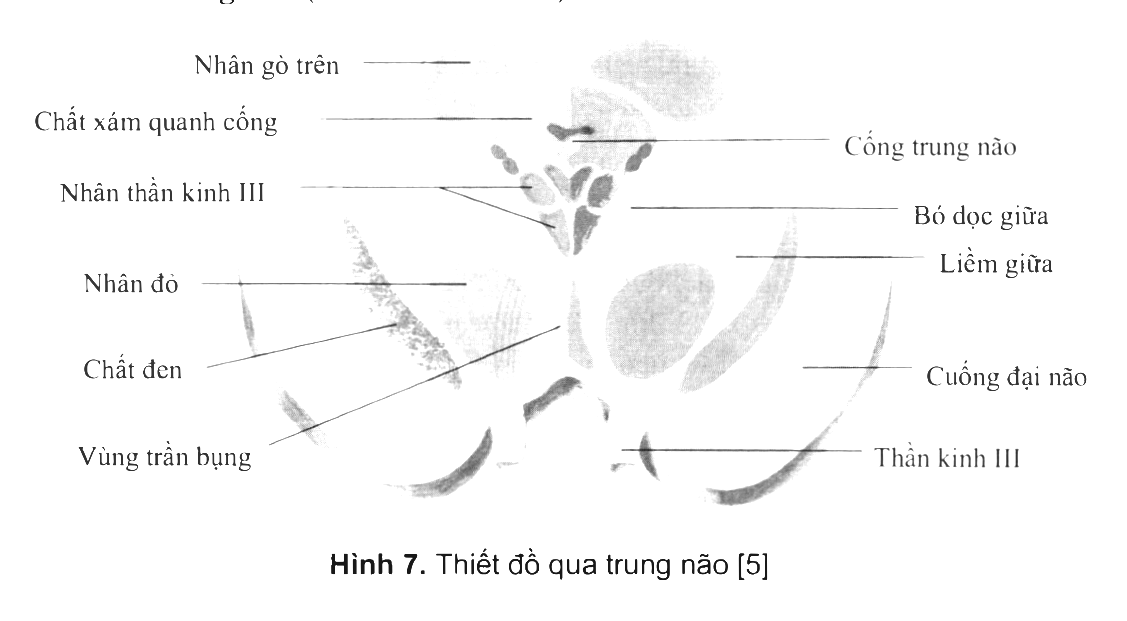 Nhân gò trên
Chất xám quanh cống
Cống trung não
Nhân thần kinh III
Bó dọc giữa
Liềm giữa
Nhân đỏ
Chất đen
Cuống đại não
Vùng trần bụng
Thần kinh III
Hình 7. Thiết đồ qua trung não [5]